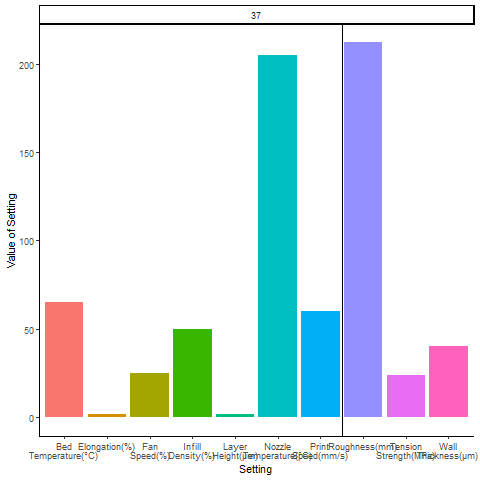 37
200
150
100
50
0
Value of Setting
Bed
Temperature(°C)
Elongation(%)
Fan
Speed(%)
Infill
Density(%)
Layer
Height(µm)
Nozzle
Temperature(°C)
Print
Speed(mm/s)
Roughness(mm)
Tension
Strength(MPa)
Wall
Thickness(µm)
Setting